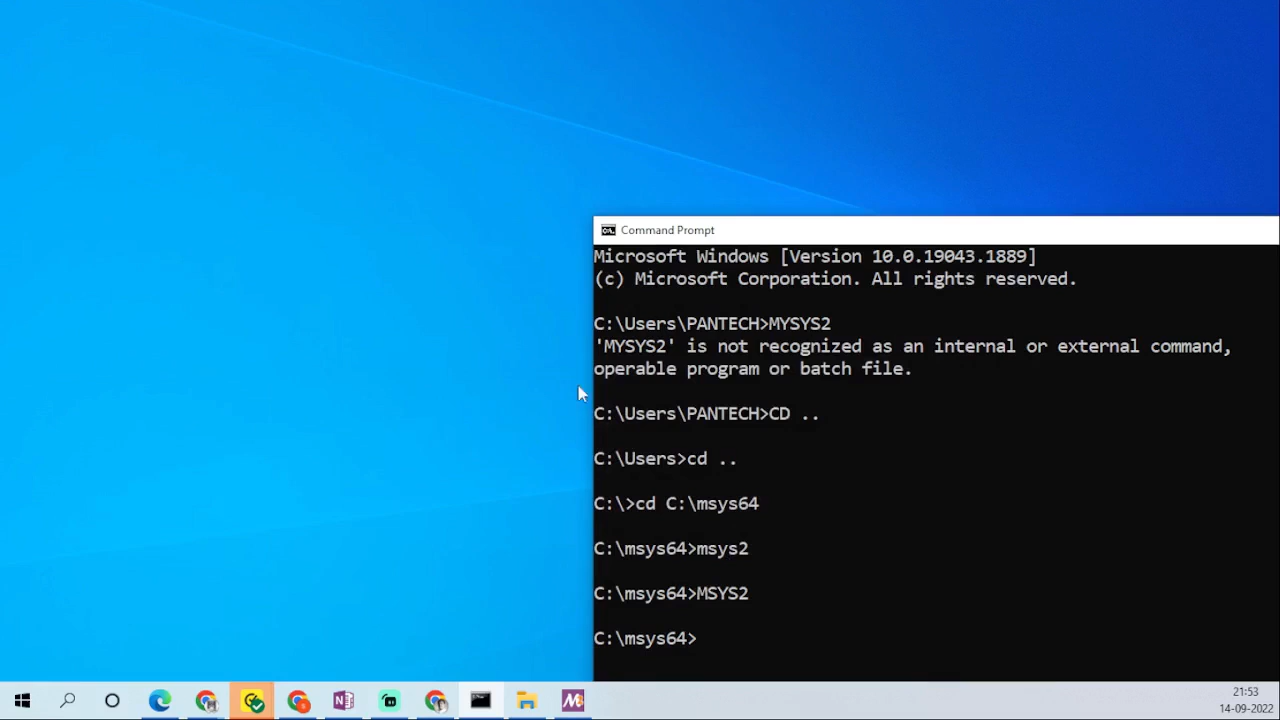 Command Prompt
Microsoft Windows [Version 10.0.19043.1889]
(c) Microsoft Corporation. All rights reserved.
C:\Users\PANTECH>MYSYS2
'MYSYS2' is not recognized as an internal or external command,
operable program or batch file.
C:\Users\PANTECH>CD ..
C:\Users>cd ..
C:\>cd C:\msys64
C:\msys64>msys2
C:\msys64>MSYS2
C:\msys64>
21:53
14-09-2022